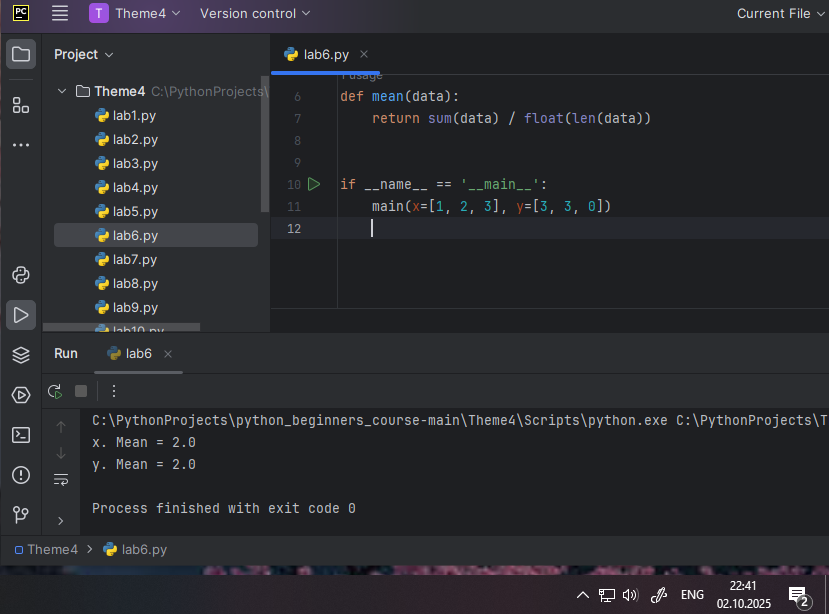 PC
T Theme4 Version control Current File
Project
Theme4 C:\PythonProjects\
lab1.py
lab2.py
lab3.py
lab4.py
lab5.py
lab6.py
lab7.py
lab8.py
lab9.py
lab10.py
lab6.py
1 usage
6 def mean(data):
7 return sum(data) / float(len(data))
8
9
10 if __name__ == '__main__':
11 main(x=[1, 2, 3], y=[3, 3, 0])
12
Run lab6
C:\PythonProjects\python_beginners_course-main\Theme4\Scripts\python.exe C:\PythonProjects\T
x. Mean = 2.0
y. Mean = 2.0
Process finished with exit code 0
Theme4 > lab6.py
ENG
22:41
02.10.2025
2